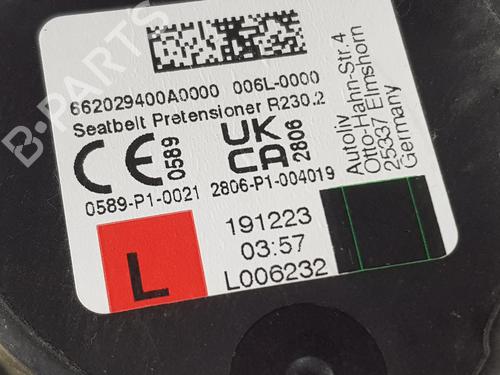 B-PARTS
662029400A0000 006L-0000
Seatbelt Pretensioner R230.2
CE 0589
UK CA 2806
0589-P1-0021 2806-P1-004019
Autoliv
Otto-Hahn-Str.4
25337 Elmshorn
Germany
L
191223
03:57
L006232